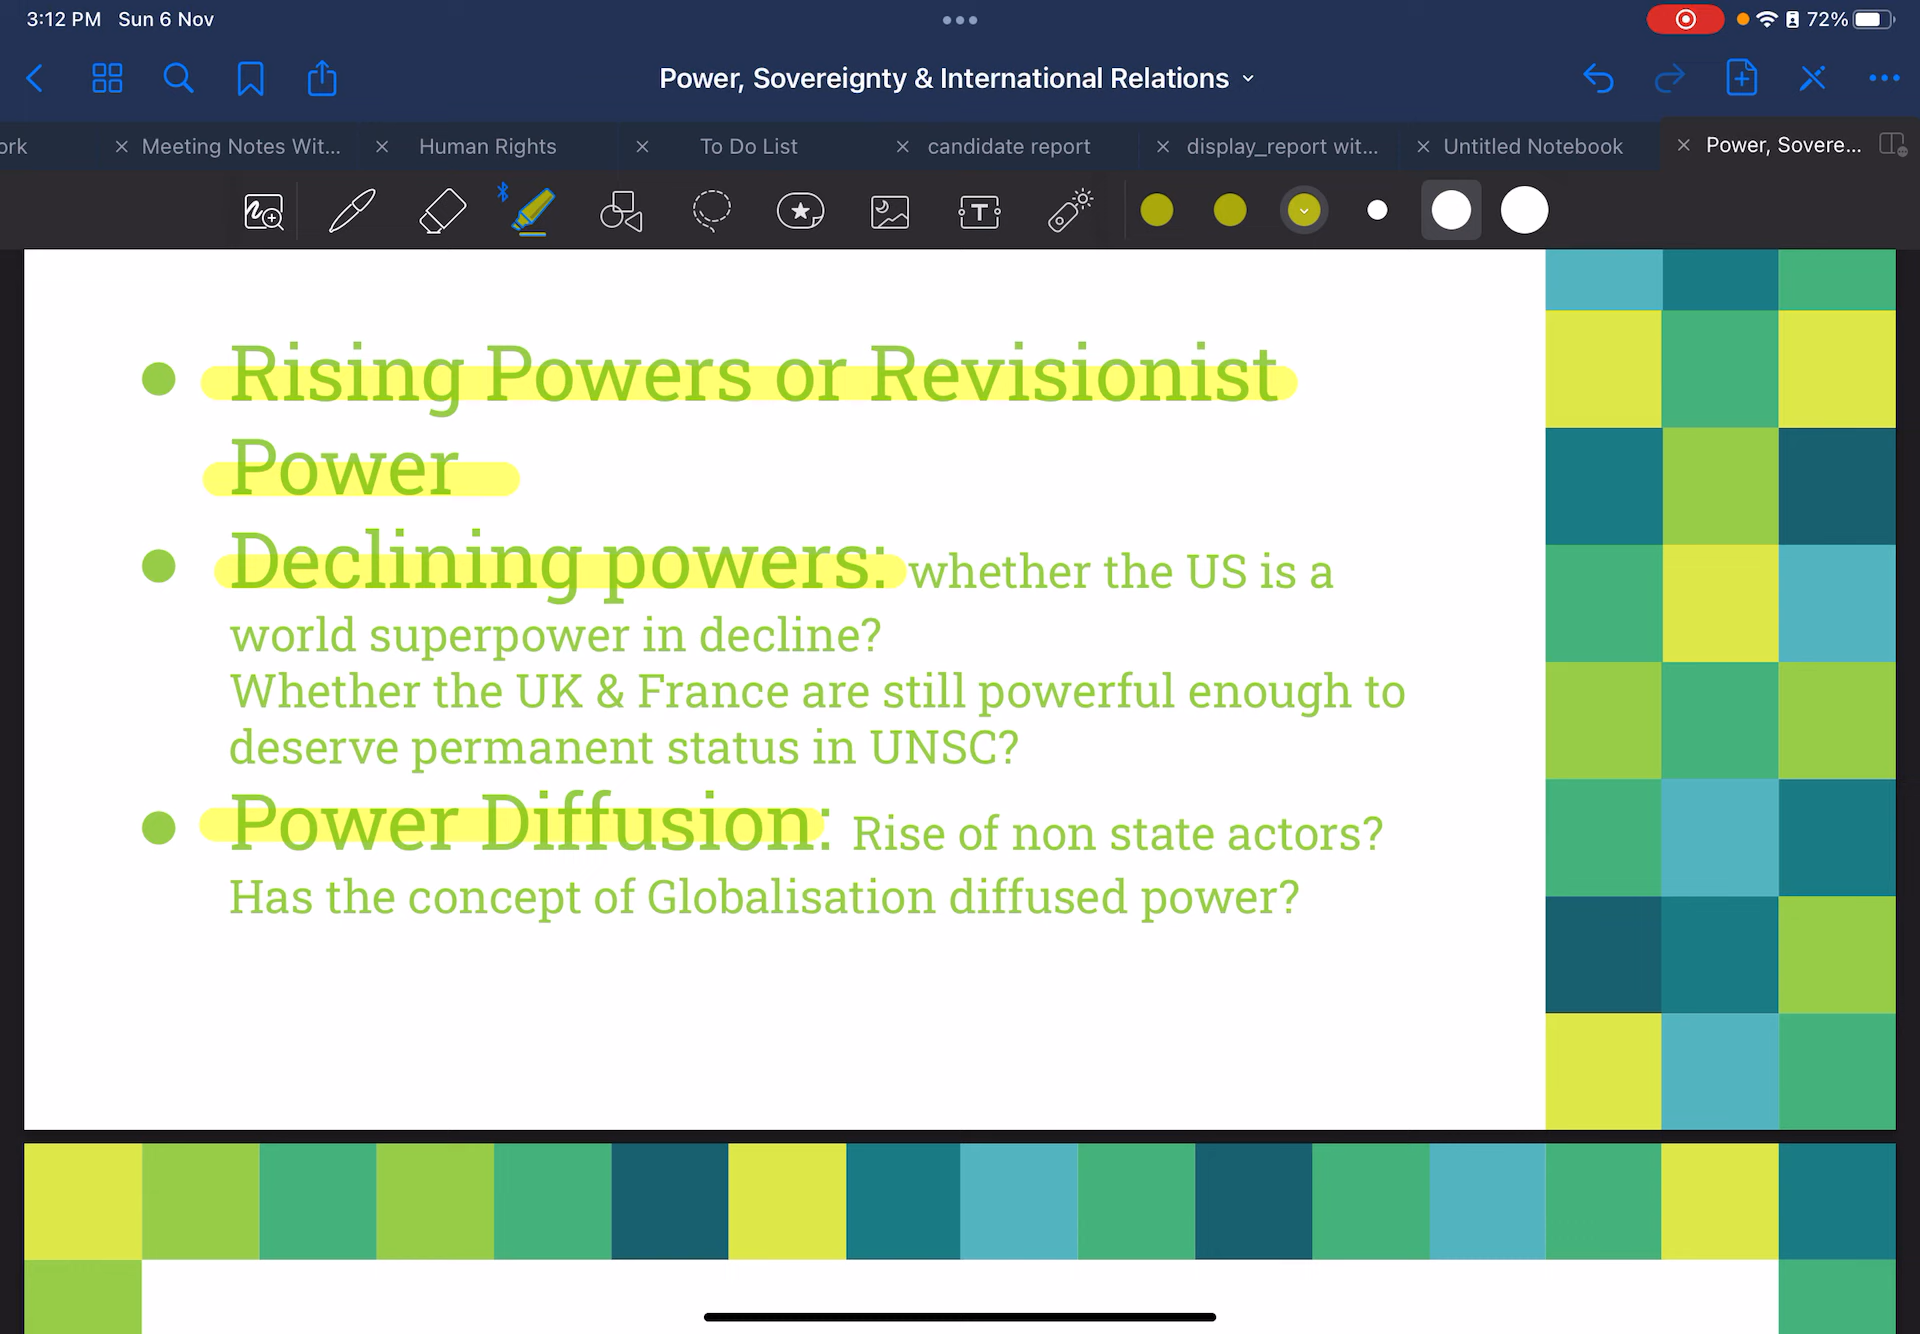 3:12 PM Sun 6 Nov
72%
Power, Sovereignty & International Relations
ork
Meeting Notes Wit...
Human Rights
To Do List
candidate report
display_report wit...
Untitled Notebook
Power, Sovere...
T
Rising Powers or Revisionist
Power
Declining powers: whether the US is a
world superpower in decline?
Whether the UK & France are still powerful enough to
deserve permanent status in UNSC?
Power Diffusion: Rise of non state actors?
Has the concept of Globalisation diffused power?